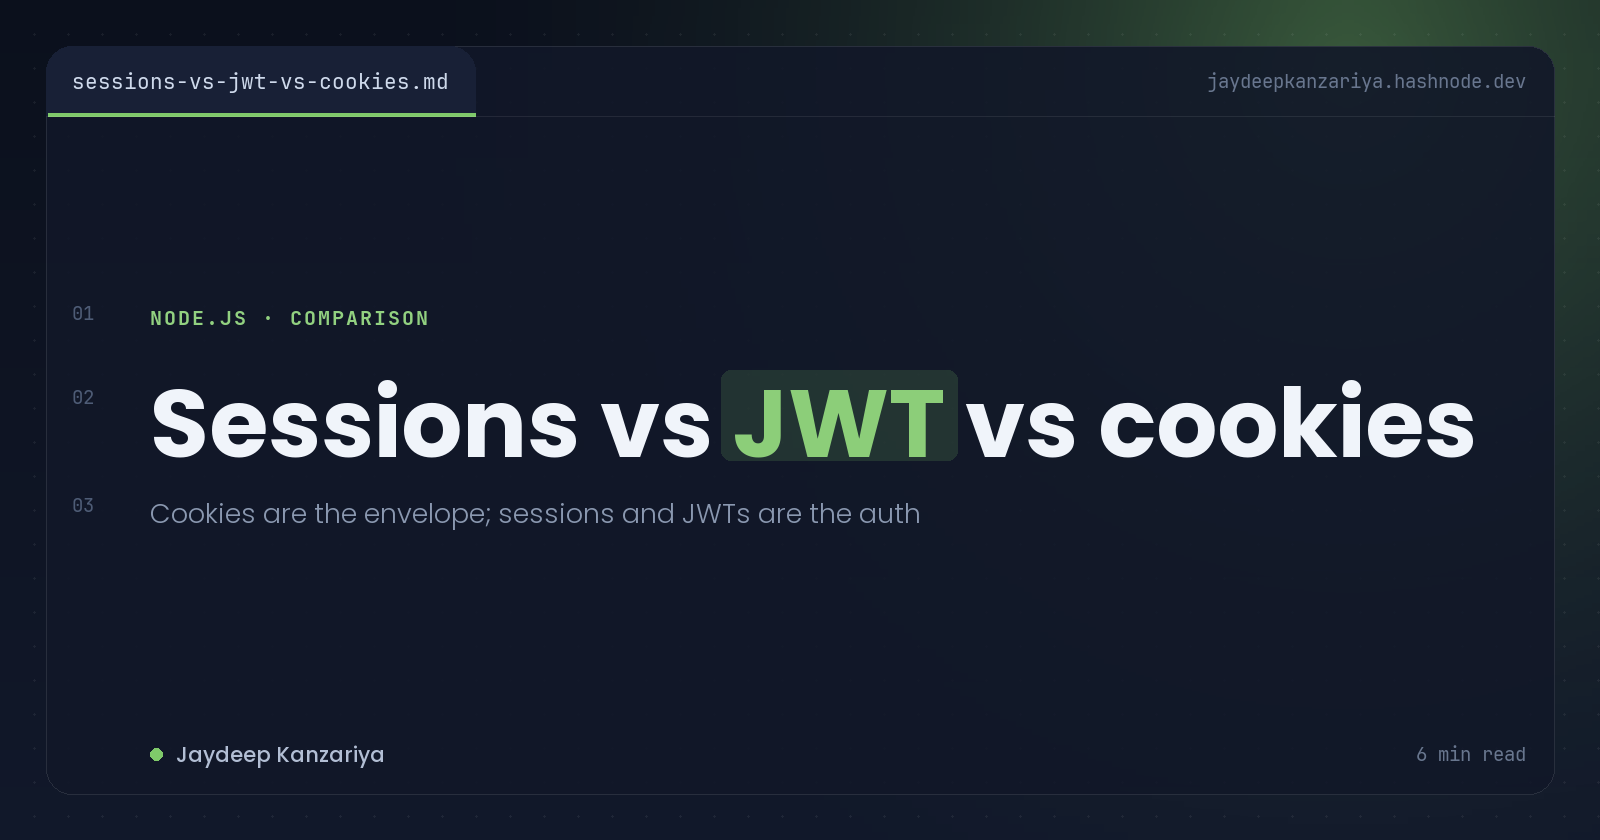 sessions-vs-jwt-vs-cookies.md
jaydeepkanzariya.hashnode.dev
01
NODE.JS · COMPARISON
02
Sessions vs JWT vs cookies
03
Cookies are the envelope; sessions and JWTs are the auth
Jaydeep Kanzariya
6 min read